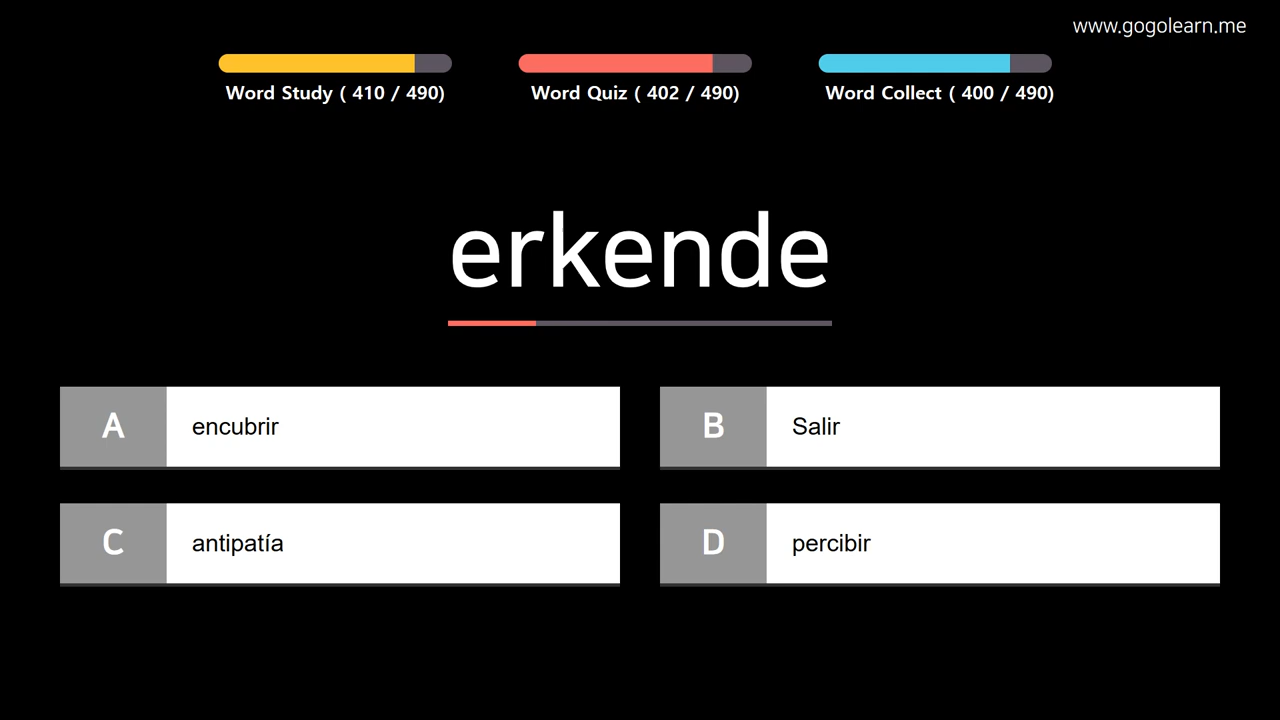 www.gogolearn.me
Word Study ( 410 / 490)
Word Quiz ( 402 / 490)
Word Collect ( 400 / 490)
erkende
A encubrir
B Salir
C antipatía
D percibir